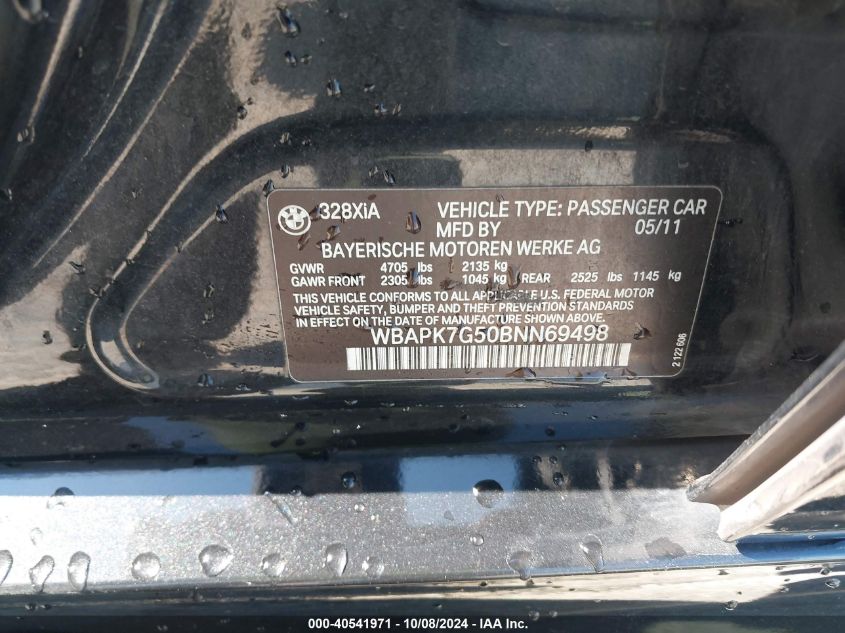 328XiA VEHICLE TYPE: PASSENGER CAR
MFD BY 05/11
BAYERISCHE MOTOREN WERKE AG
GVWR 4705 lbs 2135 kg
GAWR FRONT 2305 lbs 1045 kg REAR 2525 lbs 1145 kg
THIS VEHICLE CONFORMS TO ALL APPLICABLE U.S. FEDERAL MOTOR
VEHICLE SAFETY, BUMPER, AND THEFT PREVENTION STANDARDS
IN EFFECT ON THE DATE OF MANUFACTURE SHOWN ABOVE.
WBAPK7G50BNN69498
2 122 606
000-40541971 | 10/08/2024 - IAA Inc.